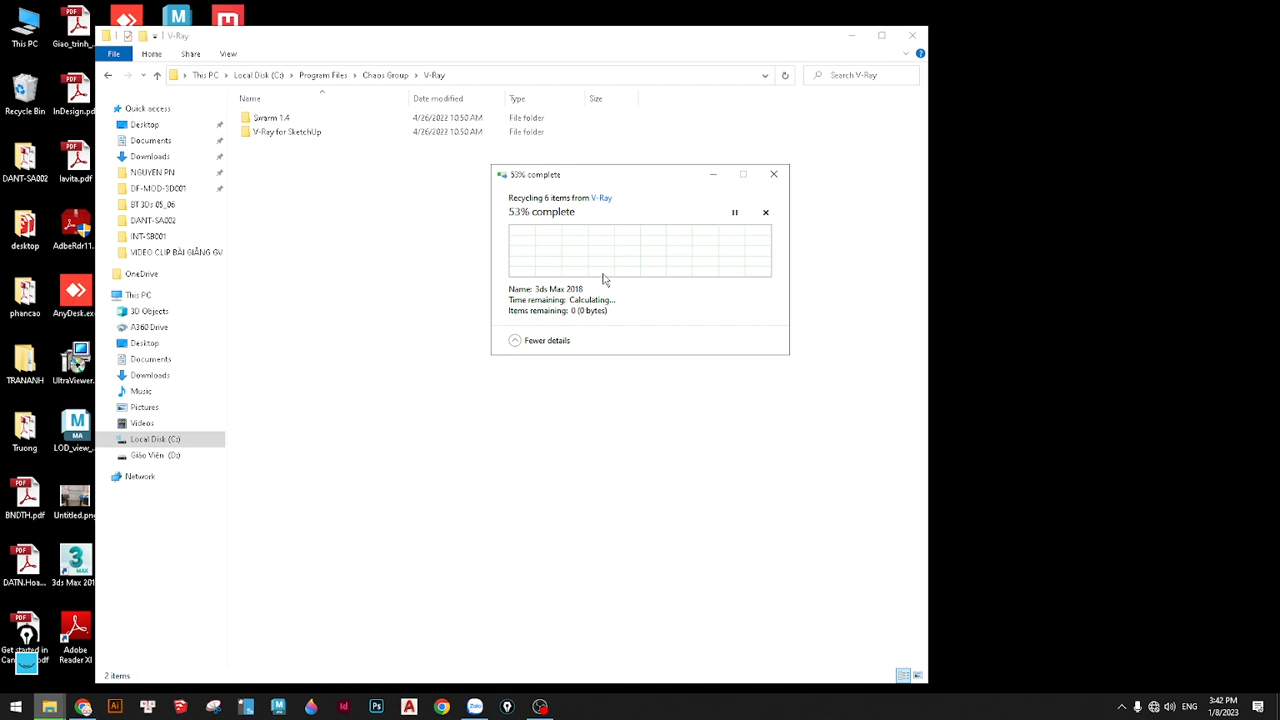 This PC
Giao_trinh_...
Recycle Bin
InDesign.pd...
DANT-SA002
lavita.pdf
desktop
AdbeRdr11...
phancao
AnyDesk.exe
TRANANH
UltraViewer...
Truong
LOD_view_...
BNDTH.pdf
Untitled.png
DATN.Hoa...
3ds Max 201
Get started in
Adobe
Reader XI
V-Ray
File
Home
Share
View
This PC
Local Disk (C:)
Program Files
Chaos Group
V-Ray
Search V-Ray
Name
Date modified
Type
Size
Swarm 1.4
4/26/2022 10:50 AM
File folder
V-Ray for SketchUp
4/26/2022 10:50 AM
File folder
Quick access
Desktop
Documents
Downloads
NGUYEN PN
DF-MOD-3D001
BT 3Ds 05_06
DANT-SA002
INT-SB001
VIDEO CLIP BÀI GIẢNG GV
OneDrive
This PC
3D Objects
A360 Drive
Desktop
Documents
Downloads
Music
Pictures
Videos
Local Disk (C:)
Giáo Viên (D:)
Network
53% complete
Recycling 6 items from V-Ray
53% complete
Name: 3ds Max 2018
Time remaining: Calculating...
Items remaining: 0 (0 bytes)
Fewer details
2 items
3:42 PM
1/8/2023